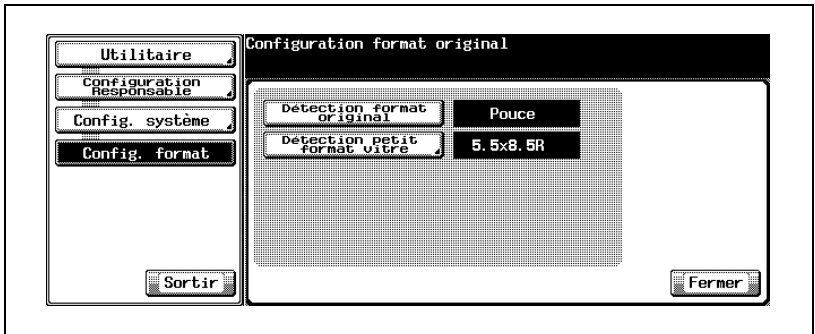 Configuration format original
Utilitaire
Configuration
Responsable
Config. système
Config. format
Sortir
Détection format
original
Pouce
Détection petit
format vitre
5.5x8.5R
Fermer